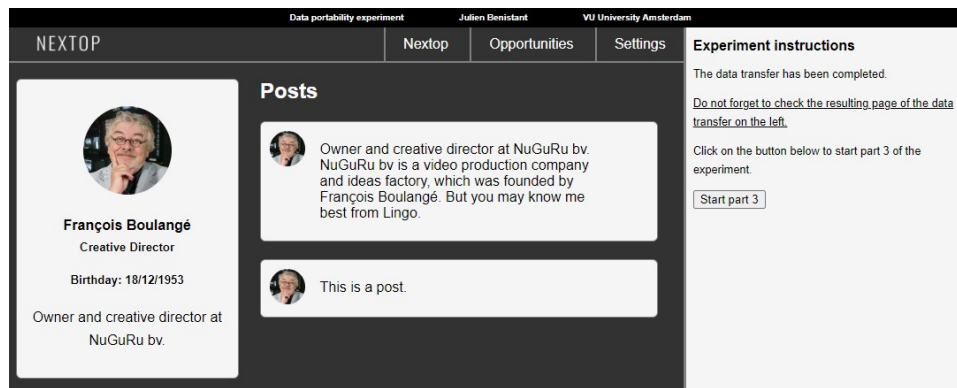 Data portability experiment Julien Benistant VU University Amsterdam
NEXTOP Nextop Opportunities Settings
François Boulangé
Creative Director
Birthday: 18/12/1953
Owner and creative director at
NuGuRu bv.
Posts
Owner and creative director at NuGuRu bv.
NuGuRu bv is a video production company
and ideas factory, which was founded by
François Boulangé. But you may know me
best from Lingo.
This is a post.
Experiment instructions
The data transfer has been completed.
Do not forget to check the resulting page of the data
transfer on the left.
Click on the button below to start part 3 of the
experiment.
Start part 3